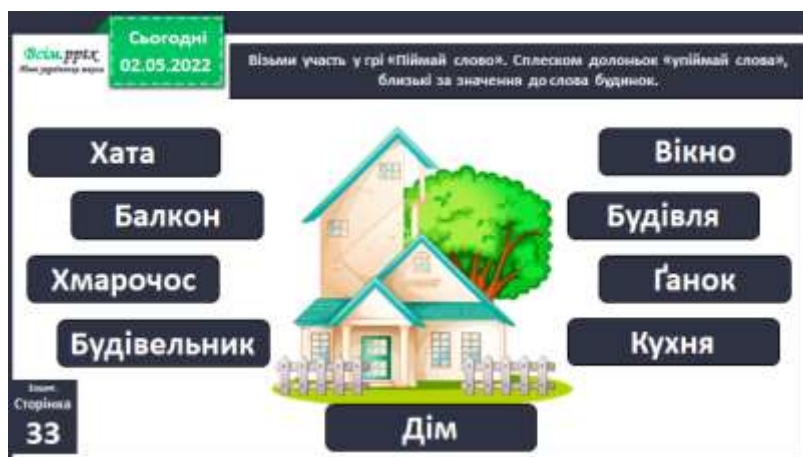 Всім.pptx
Сьогодні
02.05.2022
Візьми участь у грі «Піймай слово». Сплеском долоньок «упіймай слова»,
близькі за значення до слова будинок.
Хата
Вікно
Балкон
Будівля
Хмарочос
Ґанок
Будівельник
Кухня
Дім
Сторінка
33